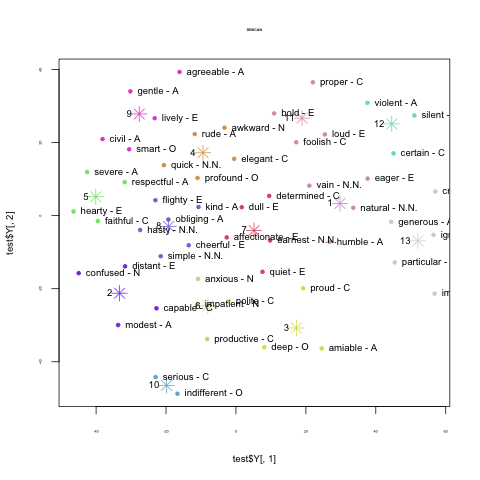 DBSCAN
agreeable - A
proper - C
gentle - A
violent - A
9
lively - E
bold - E
11
silent -
12
rude - A
awkward - N
loud - E
civil - A
foolish - C
smart - O
4
certain - C
elegant - C
quick - N.N.
severe - A
respectful - A
profound - O
eager - E
vain - N.N.
5
flighty - E
determined - C
1
generous - A
hearty - E
kind - A
dull - E
natural - N.N.
faithful - C
obliging - A
8
hasty - N.N.
7
affectionate - E
earnest - N.N.
humble - A
13
cheerful - E
simple - N.N.
particular -
distant - E
confused - N
quiet - E
anxious - N
2
proud - C
6
impatient - N
polite - C
capable - C
modest - A
3
productive - C
deep - O
amiable - A
serious - C
10
indifferent - O
test$Y[, 1]
test$Y[, 2]